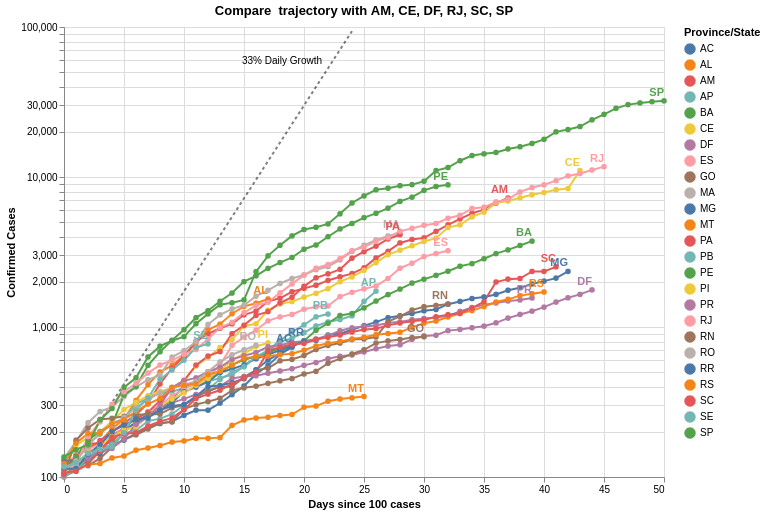 Compare trajectory with AM, CE, DF, RJ, SC, SP
Confirmed Cases
100,000
30,000
20,000
10,000
3,000
2,000
1,000
300
200
100
33% Daily Growth
SP
RJ
CE
AM
PE
PA
ES
BA
SC
MG
RS
PR
DF
AP
RN
GO
AL
PB
RR
AC
RO
PI
MT
0 5 10 15 20 25 30 35 40 45 50
Days since 100 cases
Province/State
AC
AL
AM
AP
BA
CE
DF
ES
GO
MA
MG
MT
PA
PB
PE
PI
PR
RJ
RN
RO
RR
RS
SC
SE
SP